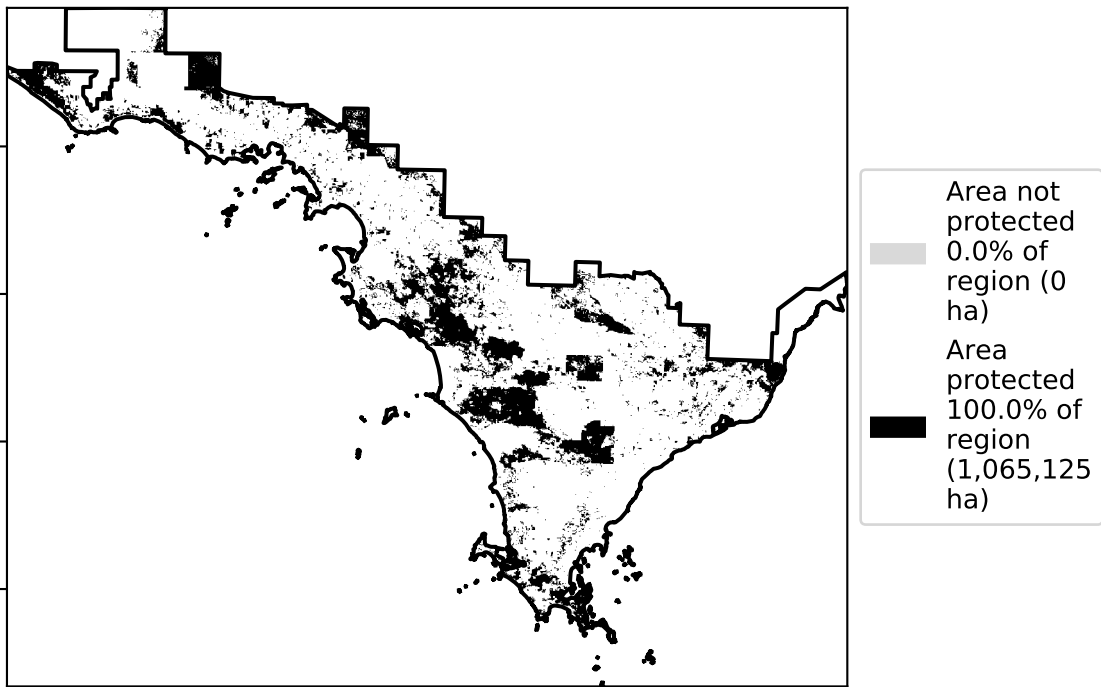 Area not
protected
0.0% of
region (0
ha)
Area
protected
100.0% of
region
(1,065,125
ha)